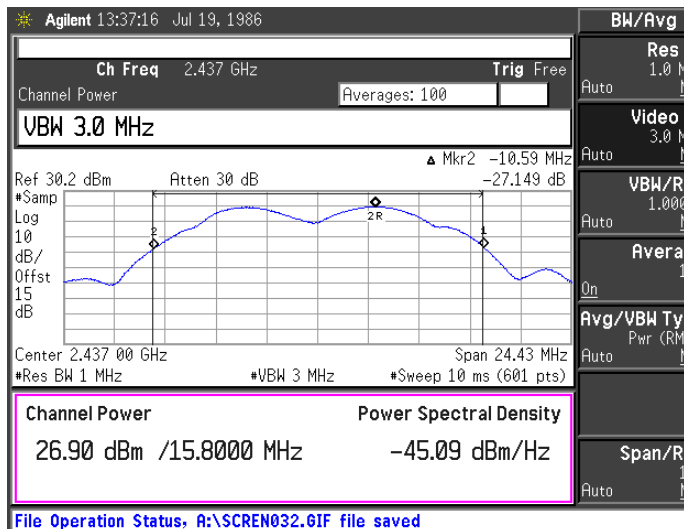 Agilent 13:37:16 Jul 19, 1986
BW/Avg
Ch Freq 2.437 GHz Trig Free
Channel Power Averages: 100
VBW 3.0 MHz
Δ Mkr2 -10.59 MHz
Ref 30.2 dBm Atten 30 dB -27.149 dB
#Samp
Log
10
dB/
Offst
15
dB
2
2R
1
Center 2.437 00 GHz Span 24.43 MHz
#Res BW 1 MHz #VBW 3 MHz #Sweep 10 ms (601 pts)
Channel Power Power Spectral Density
26.90 dBm /15.8000 MHz -45.09 dBm/Hz
File Operation Status, A:\SCREN032.GIF file saved
Res
1.0
Auto
Video
3.0
Auto
VBW/R
1.000
Auto
Avera
1
On
Avg/VBW Ty
Pwr (RM
Auto
Span/R
1
Auto